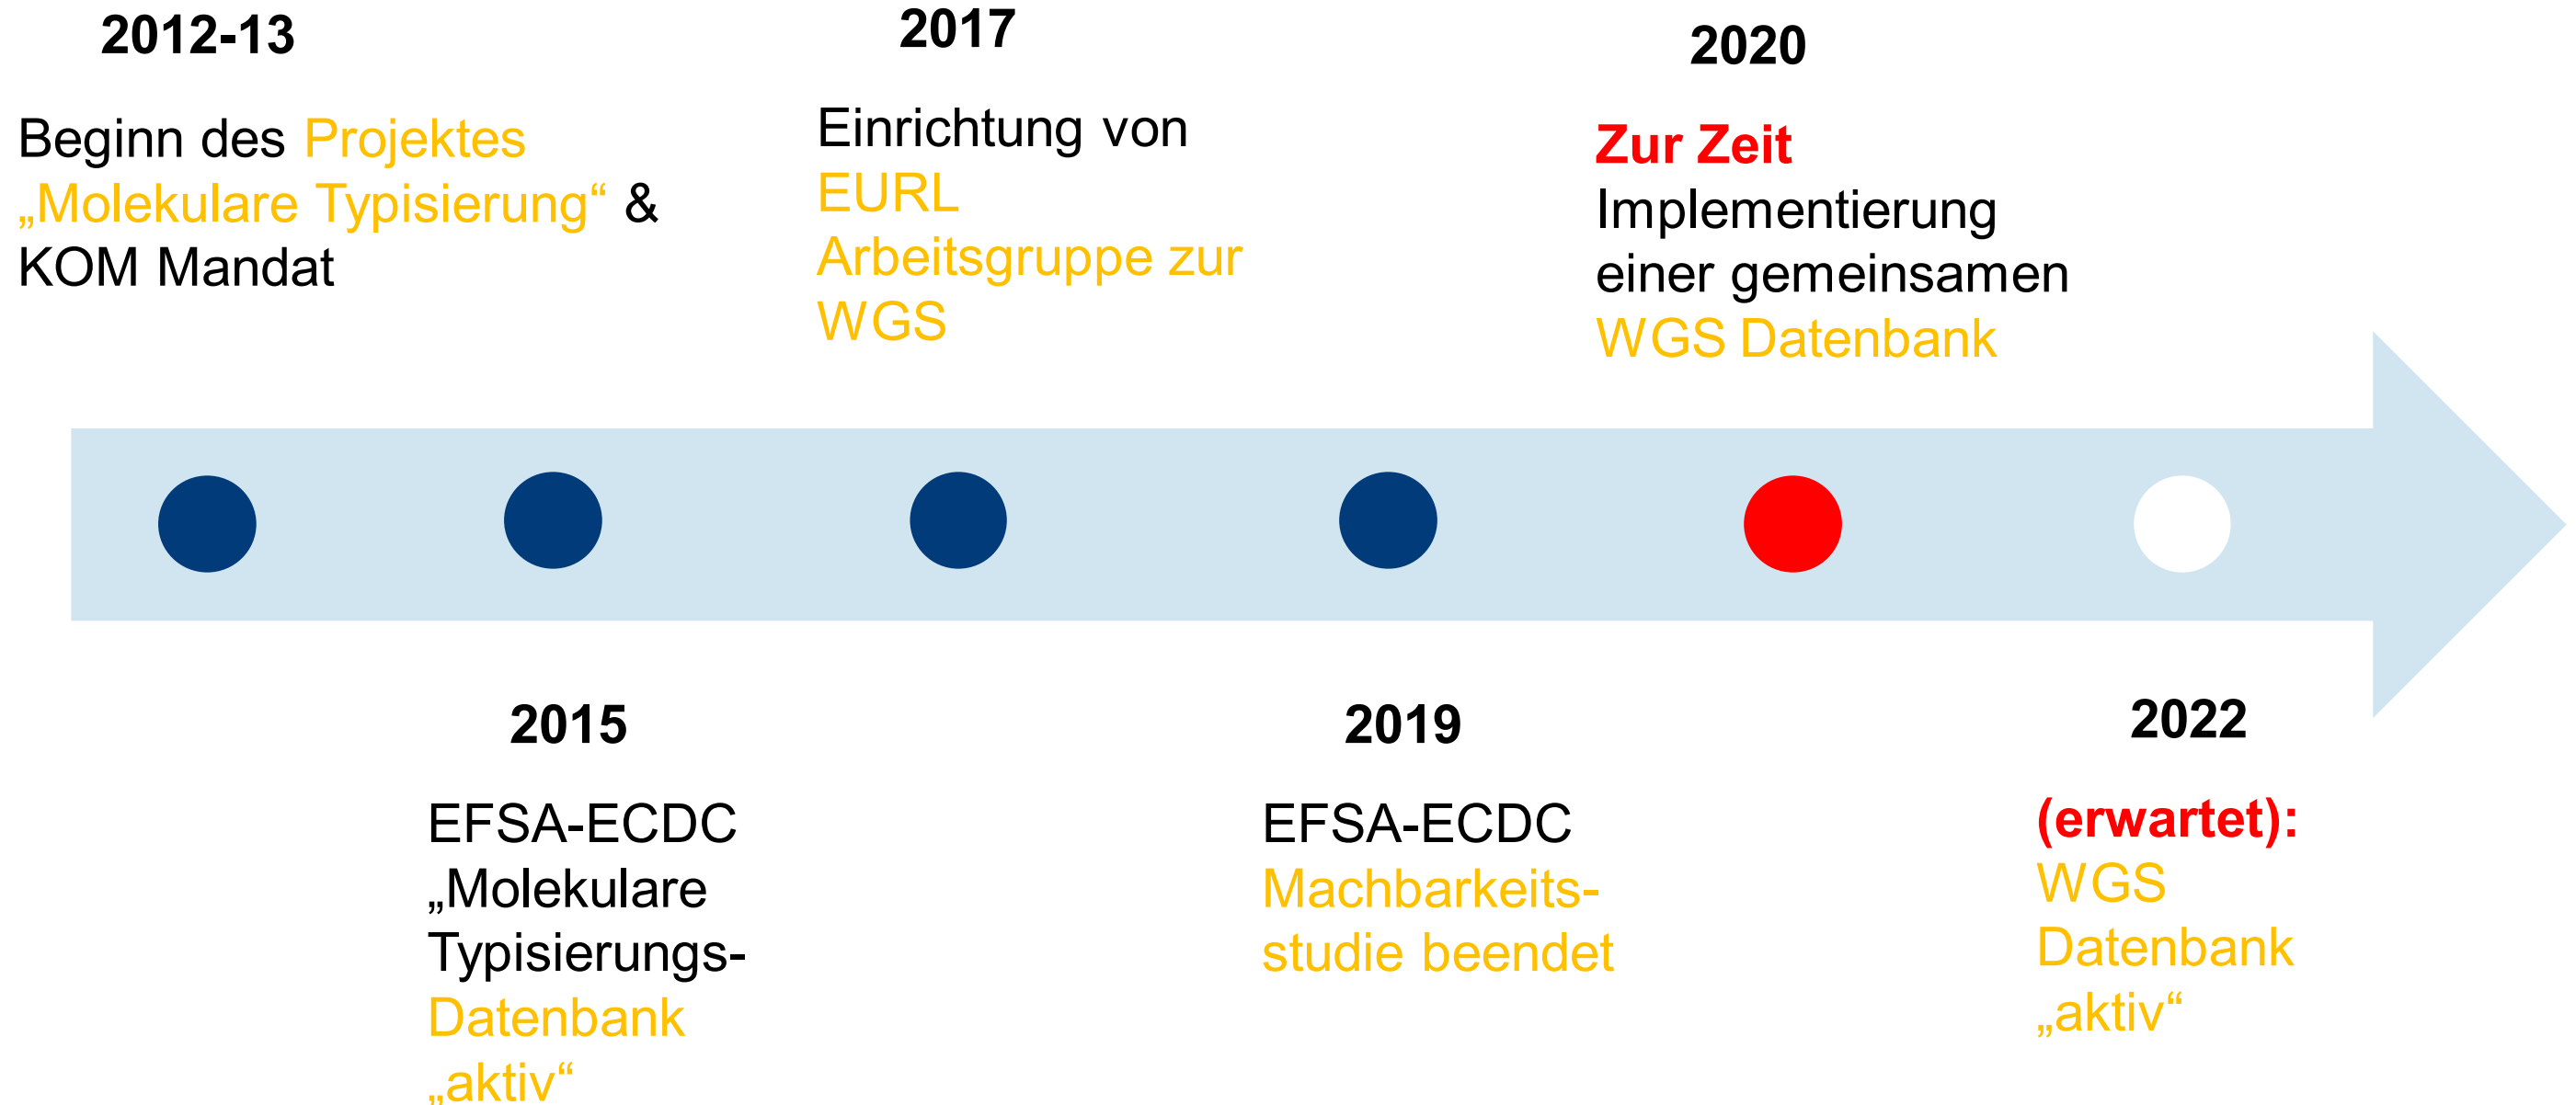 2012-13
Beginn des Projektes
„Molekulare Typisierung“ &
KOM Mandat
2017
Einrichtung von
EURL
Arbeitsgruppe zur
WGS
2020
Zur Zeit
Implementierung
einer gemeinsamen
WGS Datenbank
2015
EFSA-ECDC
„Molekulare
Typisierungs-
Datenbank
„aktiv“
2019
EFSA-ECDC
Machbarkeits-
studie beendet
2022
(erwartet):
WGS
Datenbank
„aktiv“